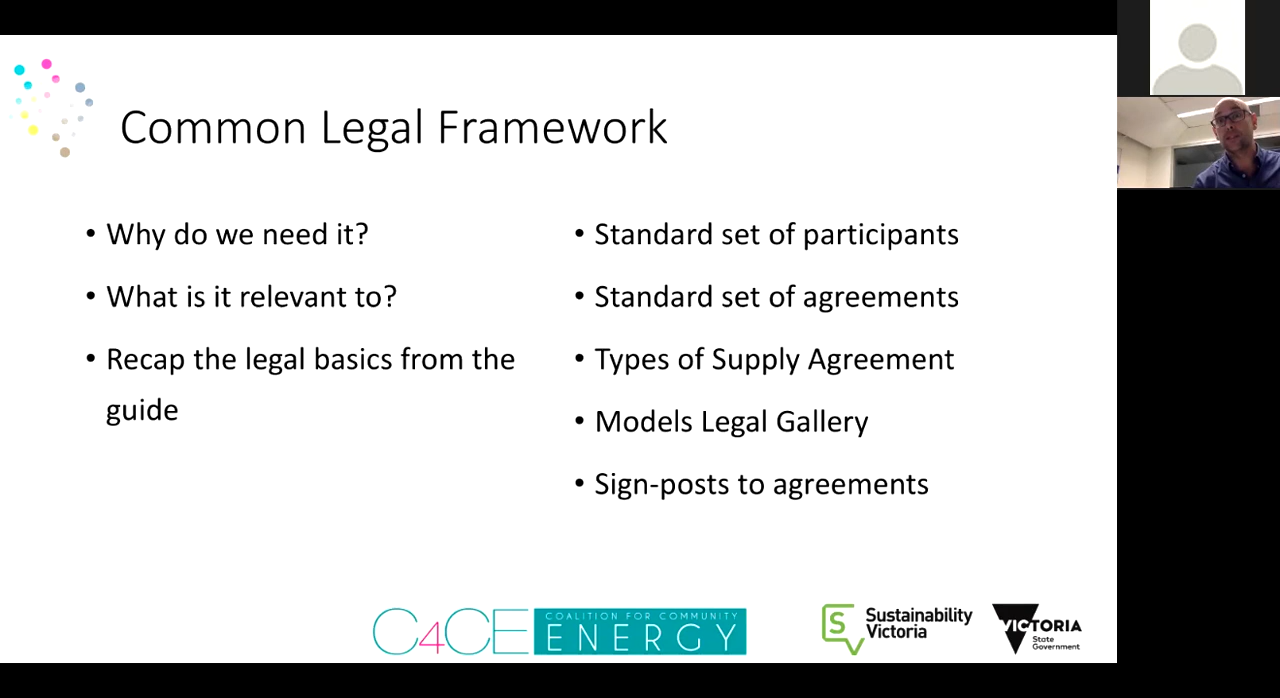 Common Legal Framework
• Why do we need it?
• What is it relevant to?
• Recap the legal basics from the
guide
• Standard set of participants
• Standard set of agreements
• Types of Supply Agreement
• Models Legal Gallery
• Sign-posts to agreements
C4CE
COALITION FOR COMMUNITY
ENERGY
S
Sustainability
Victoria
VICTORIA
State
Government